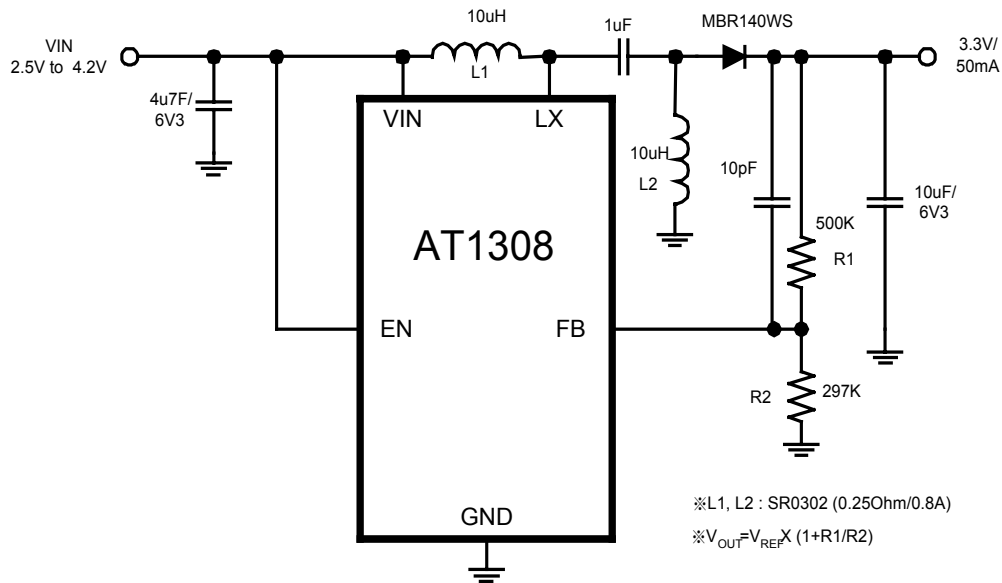 10uH
1uF
MBR140WS
VIN
2.5V to 4.2V
3.3V/
50mA
L1
4u7F/
6V3
VIN
LX
10uH
L2
10pF
10uF/
6V3
500K
R1
AT1308
EN
FB
R2
297K
GND
※L1, L2 : SR0302 (0.25Ohm/0.8A)
※VOUT=VREFX (1+R1/R2)